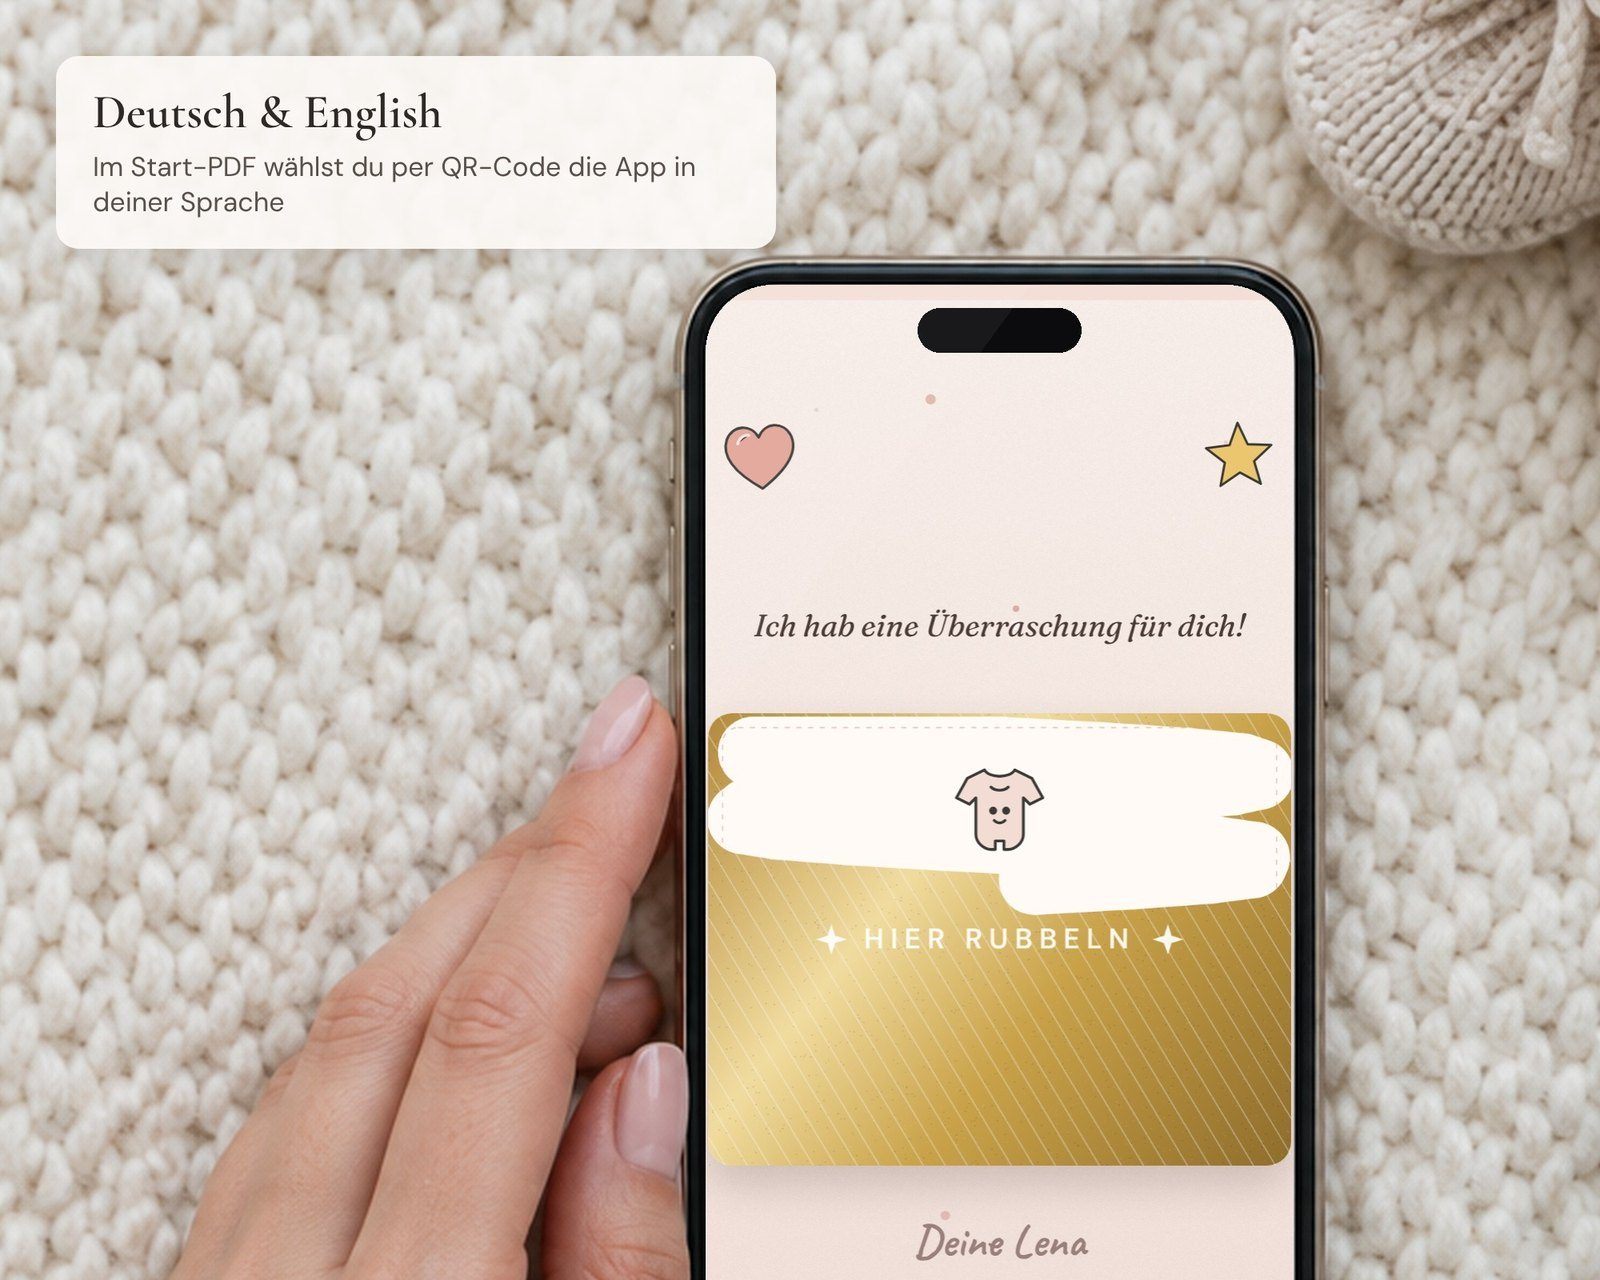 Deutsch & English
Im Start-PDF wählst du per QR-Code die App in
deiner Sprache
Ich hab eine Überraschung für dich!
HIER RUBBELN
Deine Lena